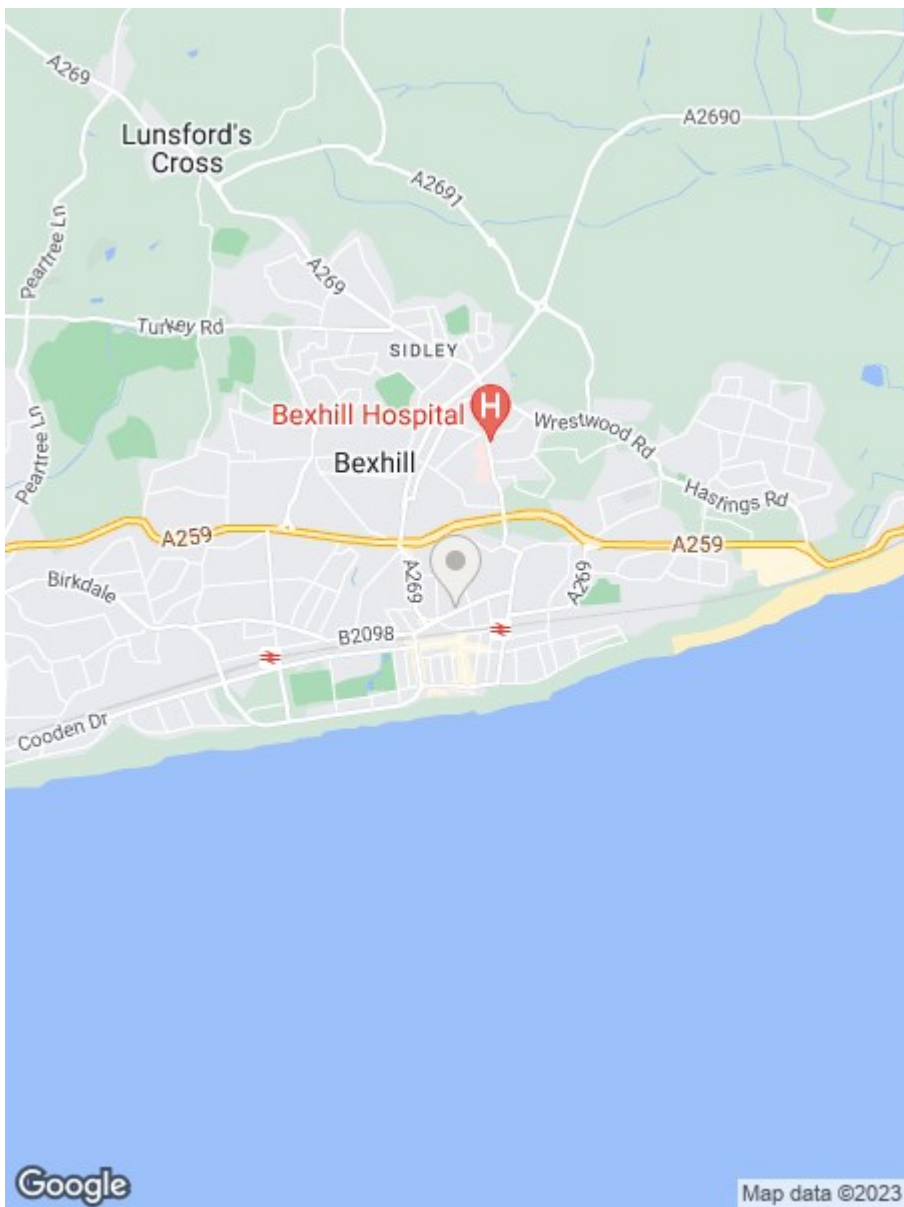 A269
A2690
Lunsford's
Cross
A2691
Peartree Ln
A269
Turkey Rd
SIDLEY
Bexhill Hospital
H
Wrestwood Rd
Peartree Ln
Bexhill
Hastings Rd
A259
A259
Birkdale
A269
A269
B2098
Cooden Dr
Google
Map data ©2023